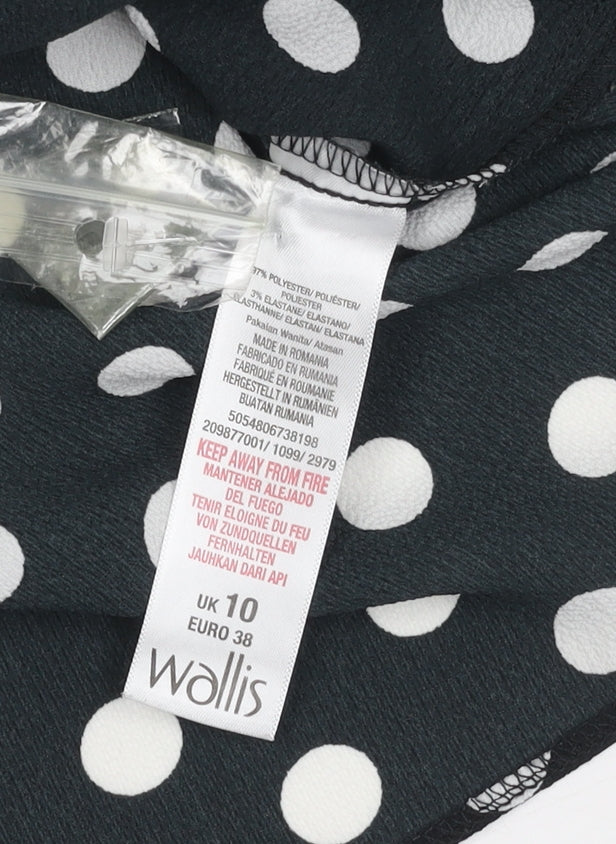 97% POLYESTER/ POLIÉSTER/
POLIESTER
3% ELASTANE/ ELASTANO/
ELASTHANNE/ ELASTAN/ ELASTANA
Pakaian Wanita/ Atasan
MADE IN ROMANIA
FABRICADO EN RUMANIA
FABRIQUÉ EN ROUMANIE
HERGESTELLT IN RUMÄNIEN
BUATAN RUMANIA
5054806738198
209877001/ 1099/ 2979
KEEP AWAY FROM FIRE
MANTENER ALEJADO
DEL FUEGO
TENIR ELOIGNE DU FEU
VON ZUNDQUELLEN
FERNHALTEN
JAUHKAN DARI API
UK 10
EURO 38
wallis